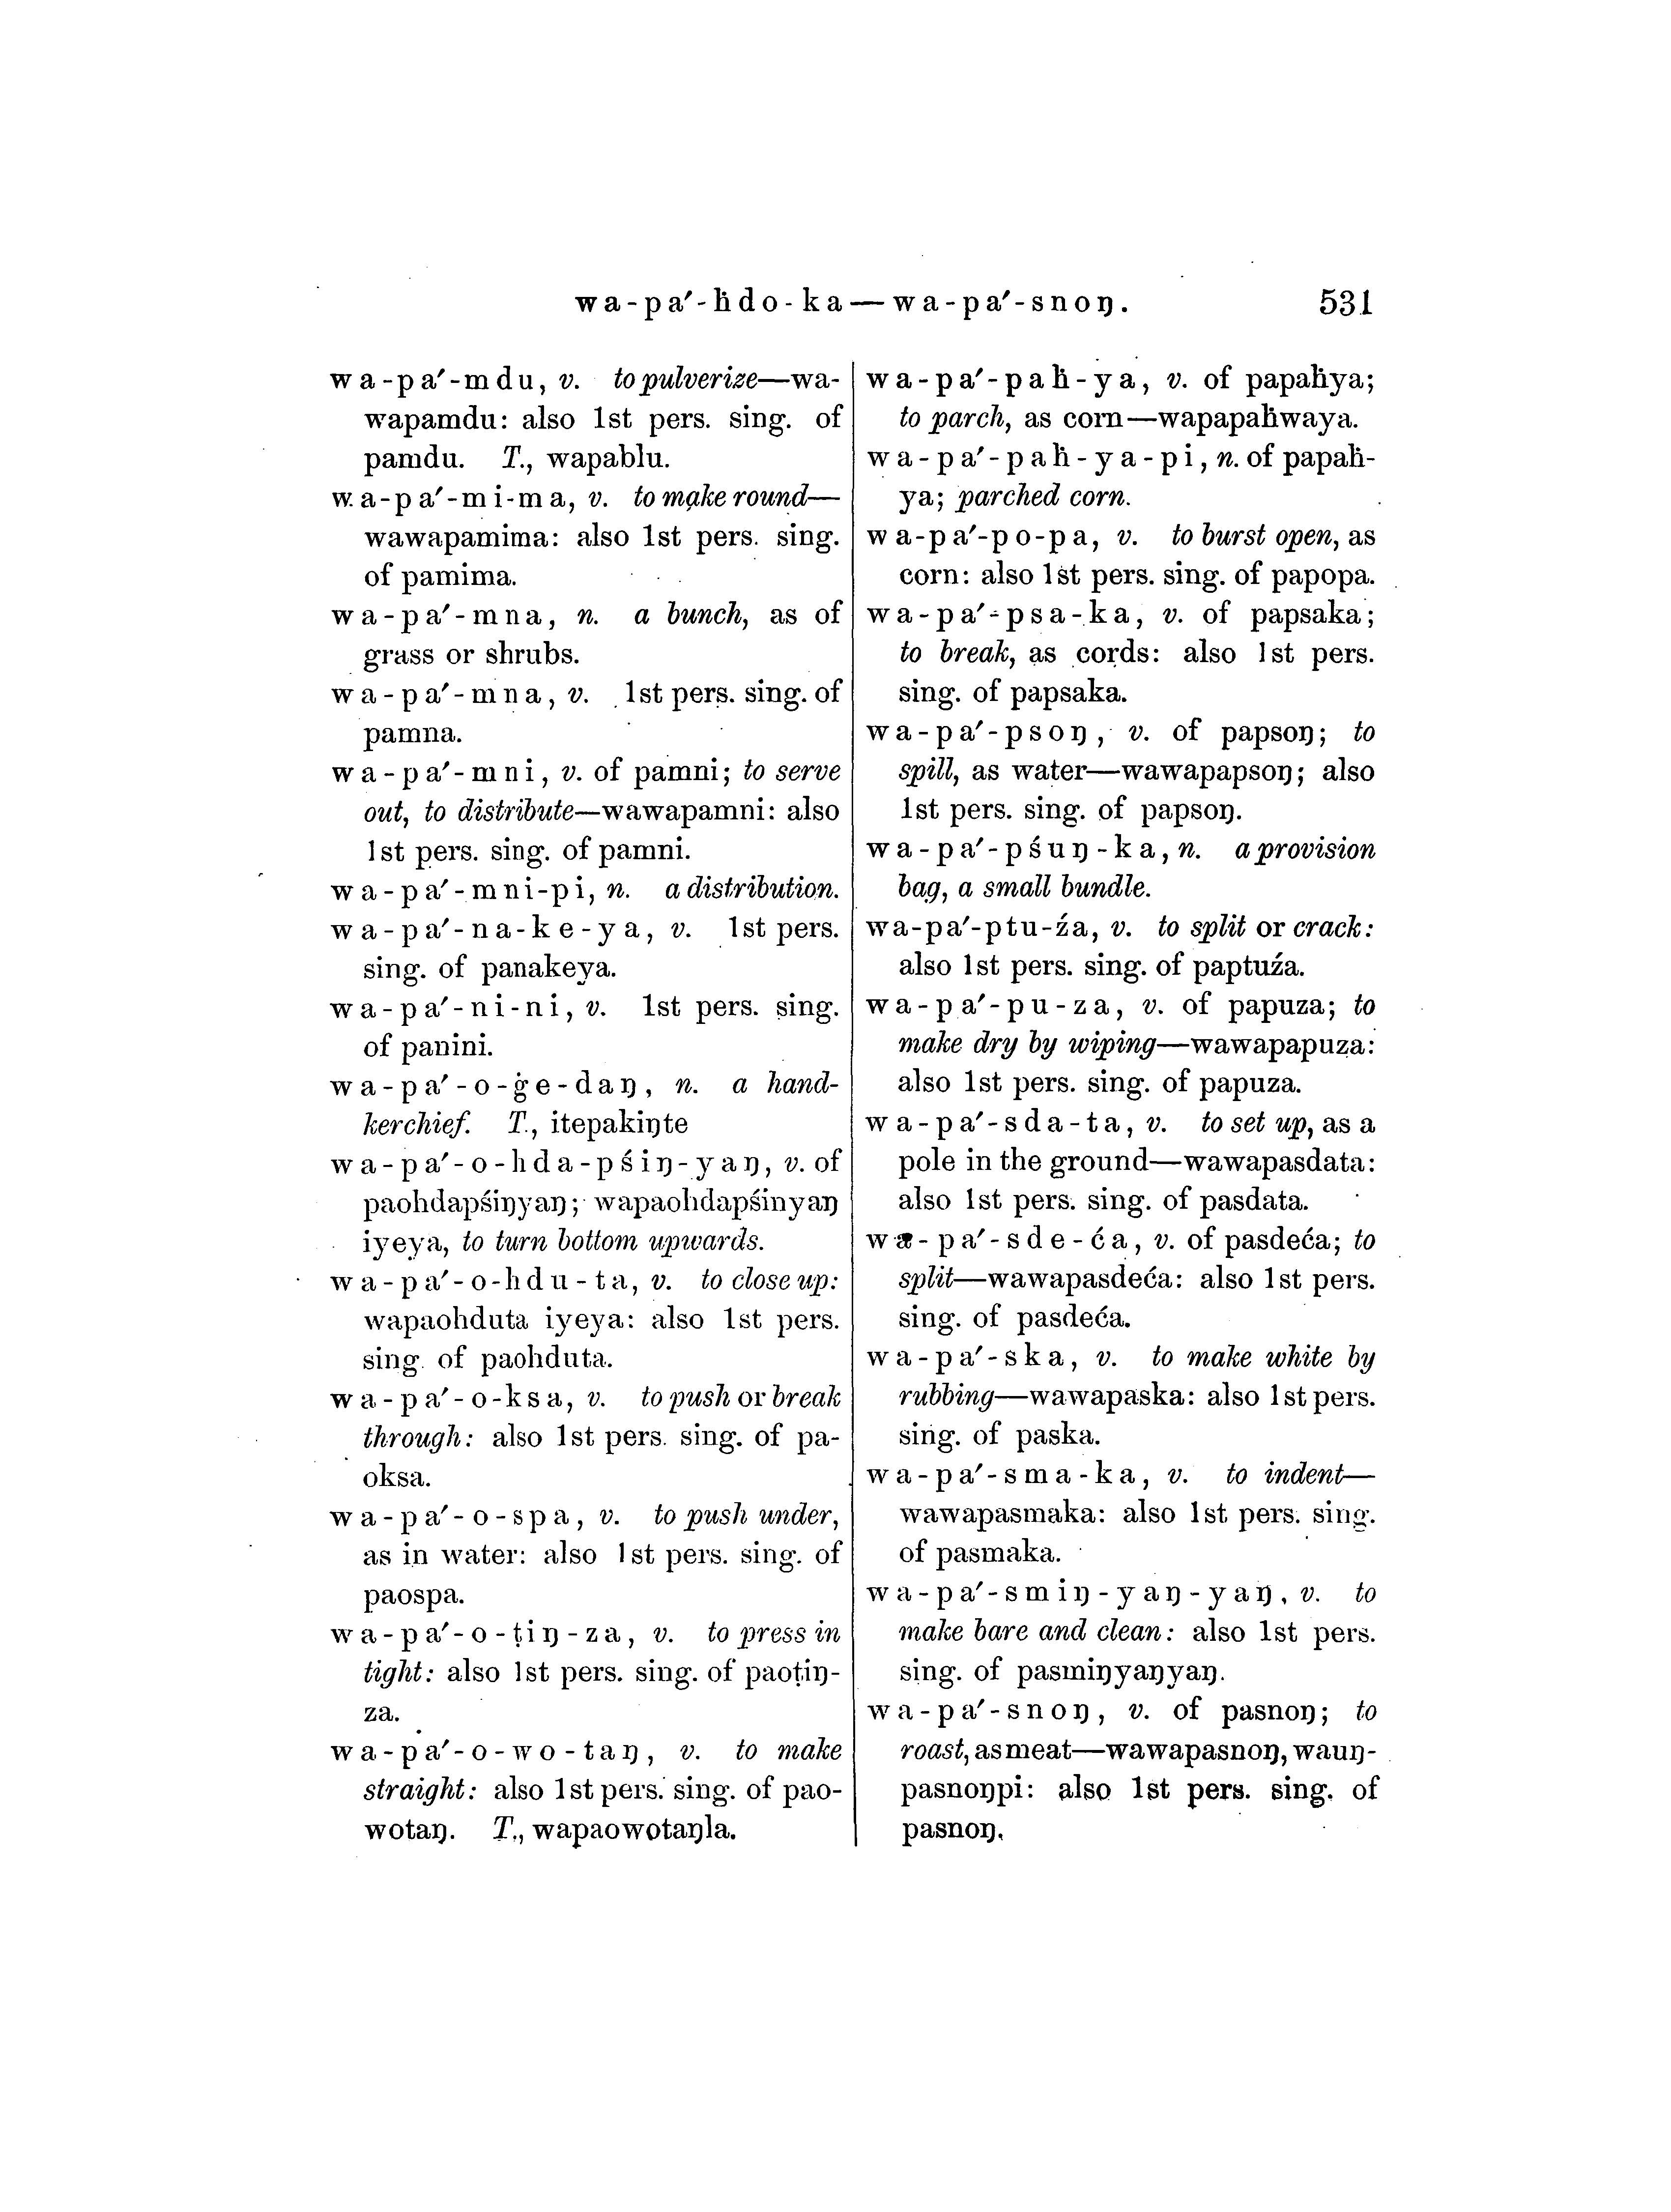 wa-pa′-ḣdo-ka—wa-pa′-snoŋ. 531
wa-pa′-mdu, v. to pulverize—wa-
wapamdu: also 1st pers. sing. of
pamdu. T., wapablu.
wa-pa′-mi-ma, v. to make round—
wawapamima: also 1st pers. sing.
of pamima.
wa-pa′-mna, n. a bunch, as of
grass or shrubs.
wa-pa′-mna, v. 1st pers. sing. of
pamna.
wa-pa′-mni, v. of pamni; to serve
out, to distribute—wawapamni: also
1st pers. sing. of pamni.
wa-pa′-mni-pi, n. a distribution.
wa-pa′-na-ke-ya, v. 1st pers.
sing. of panakeya.
wa-pa′-ni-ni, v. 1st pers. sing.
of panini.
wa-pa′-o-ġe-daŋ, n. a hand-
kerchief. T., itepakiŋte
wa-pa′-o-hda-pśiŋ-yaŋ, v. of
paohdapśiŋyaŋ; wapaohdapśinyaŋ
iyeya, to turn bottom upwards.
wa-pa′-o-hdu-ta, v. to close up:
wapaohduta iyeya: also 1st pers.
sing. of paohduta.
wa-pa′-o-ksa, v. to push or break
through: also 1st pers. sing. of pa-
oksa.
wa-pa′-o-spa, v. to push under,
as in water: also 1st pers. sing. of
paospa.
wa-pa′-o-ṭiŋ-za, v. to press in
tight: also 1st pers. sing. of paoṭiŋ-
za.
wa-pa′-o-wo-taŋ, v. to make
straight: also 1st pers. sing. of pao-
wotaŋ. T., wapaowotaŋla.
wa-pa′-paḣ-ya, v. of papaḣya;
to parch, as corn—wapapaḣwaya.
wa-pa′-paḣ-ya-pi, n. of papaḣ-
ya; parched corn.
wa-pa′-po-pa, v. to burst open, as
corn: also 1st pers. sing. of papopa.
wa-pa′-psa-ka, v. of papsaka;
to break, as cords: also 1st pers.
sing. of papsaka.
wa-pa′-psoŋ, v. of papsoŋ; to
spill, as water—wawapapsoŋ; also
1st pers. sing. of papsoŋ.
wa-pa′-pśuŋ-ka, n. a provision
bag, a small bundle.
wa-pa′-ptu-źa, v. to split or crack:
also 1st pers. sing. of paptuźa.
wa-pa′-pu-za, v. of papuza; to
make dry by wiping—wawapapuza:
also 1st pers. sing. of papuza.
wa-pa′-sda-ta, v. to set up, as a
pole in the ground—wawapasdata:
also 1st pers. sing. of pasdata.
wa-pa′-sde-ća, v. of pasdeća; to
split—wawapasdeća: also 1st pers.
sing. of pasdeća.
wa-pa′-ska, v. to make white by
rubbing—wawapaska: also 1st pers.
sing. of paska.
wa-pa′-sma-ka, v. to indent—
wawapasmaka: also 1st pers. sing.
of pasmaka.
wa-pa′-smiŋ-yaŋ-yaŋ, v. to
make bare and clean: also 1st pers.
sing. of pasmiŋyaŋyaŋ.
wa-pa′-snoŋ, v. of pasnoŋ; to
roast, as meat—wawapasnoŋ, wauŋ-
pasnoŋpi: also 1st pers. sing. of
pasnoŋ.